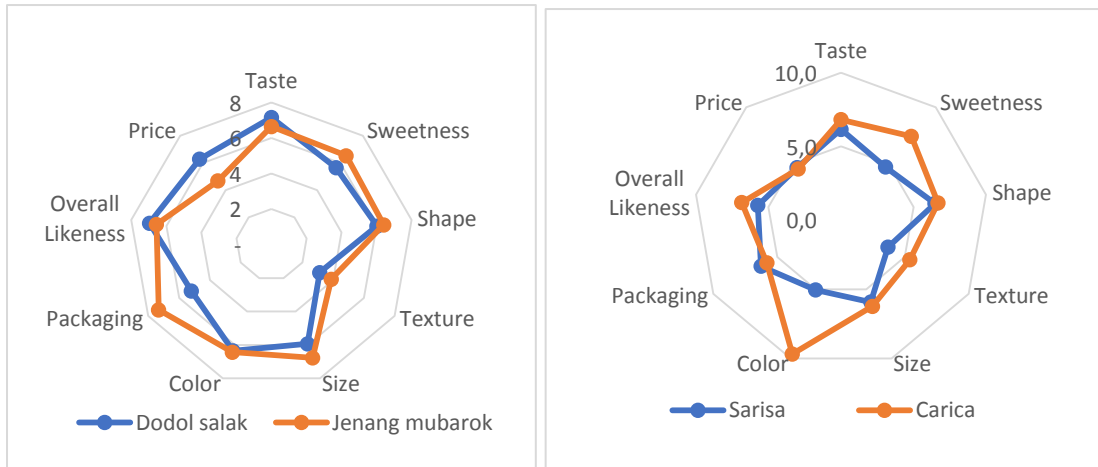 Taste
8
Price
6
Sweetness
4
Overall
Likeness
2
Shape
-
Packaging
Texture
Color
Size
Dodol salak
Jenang mubarok
Taste
10,0
Price
Sweetness
5,0
Overall
Likeness
Shape
0,0
Packaging
Texture
Color
Size
Sarisa
Carica